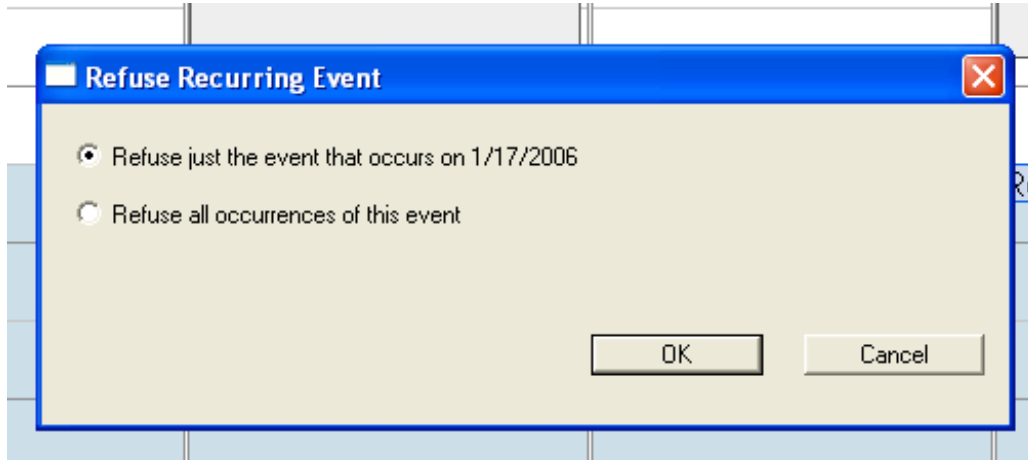 Refuse Recurring Event
Refuse just the event that occurs on 1/17/2006
Refuse all occurrences of this event
OK
Cancel